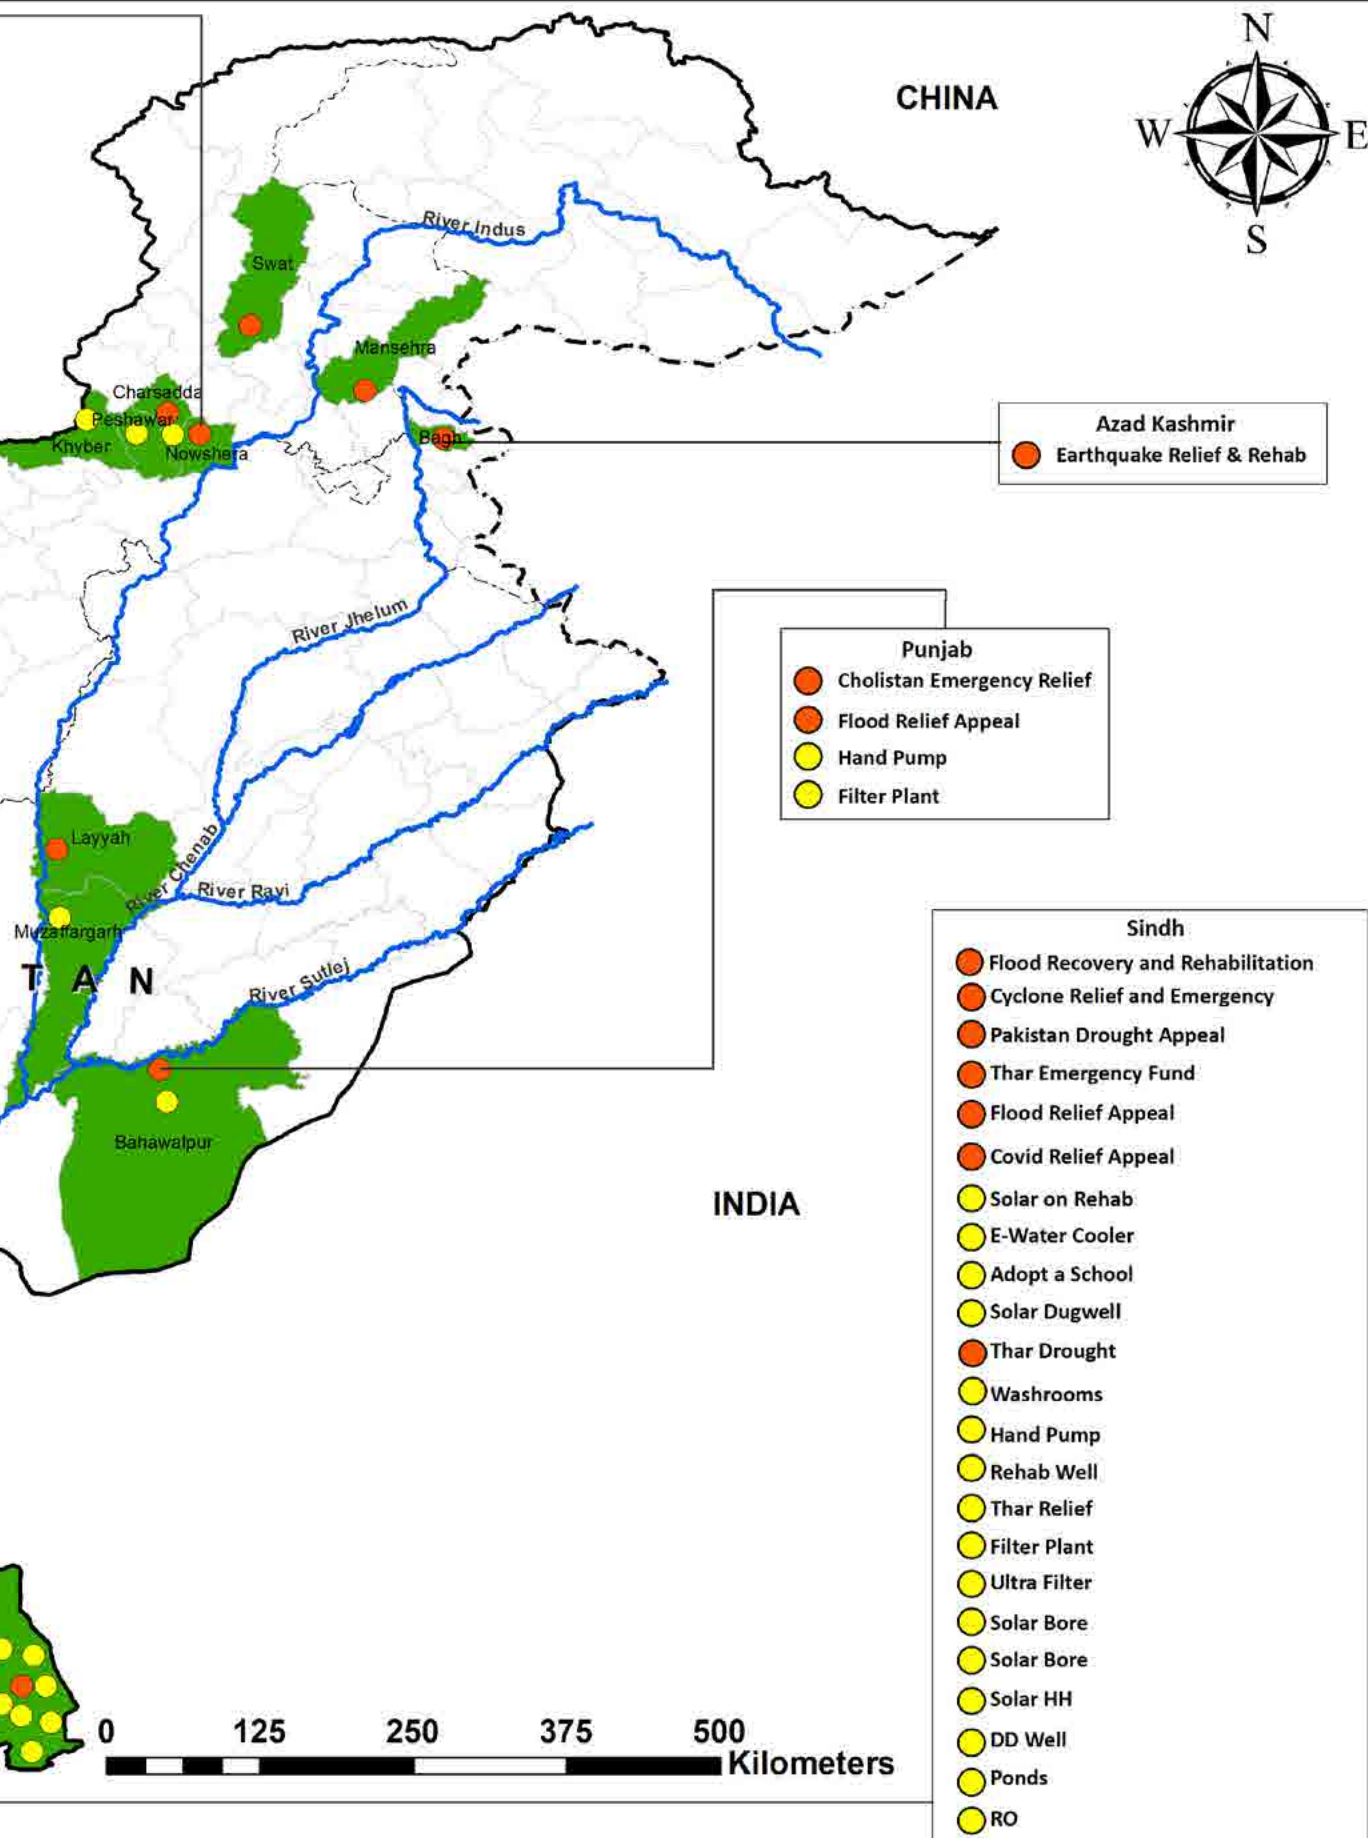 N
CHINA
W
E
S
River Indus
Swat
Mansehra
Charsadda
Peshawar
Khyber
Nowshera
Bagh
Azad Kashmir
Earthquake Relief & Rehab
River Jhelum
Punjab
Cholistan Emergency Relief
Flood Relief Appeal
Hand Pump
Filter Plant
Layyah
River Chenab
River Ravi
Muzaffargarh
T A N
River Sutlej
Bahawalpur
INDIA
Sindh
Flood Recovery and Rehabilitation
Cyclone Relief and Emergency
Pakistan Drought Appeal
Thar Emergency Fund
Flood Relief Appeal
Covid Relief Appeal
Solar on Rehab
E-Water Cooler
Adopt a School
Solar Dugwell
Thar Drought
Washrooms
Hand Pump
Rehab Well
Thar Relief
Filter Plant
Ultra Filter
Solar Bore
Solar Bore
Solar HH
DD Well
Ponds
RO
0 125 250 375 500
Kilometers